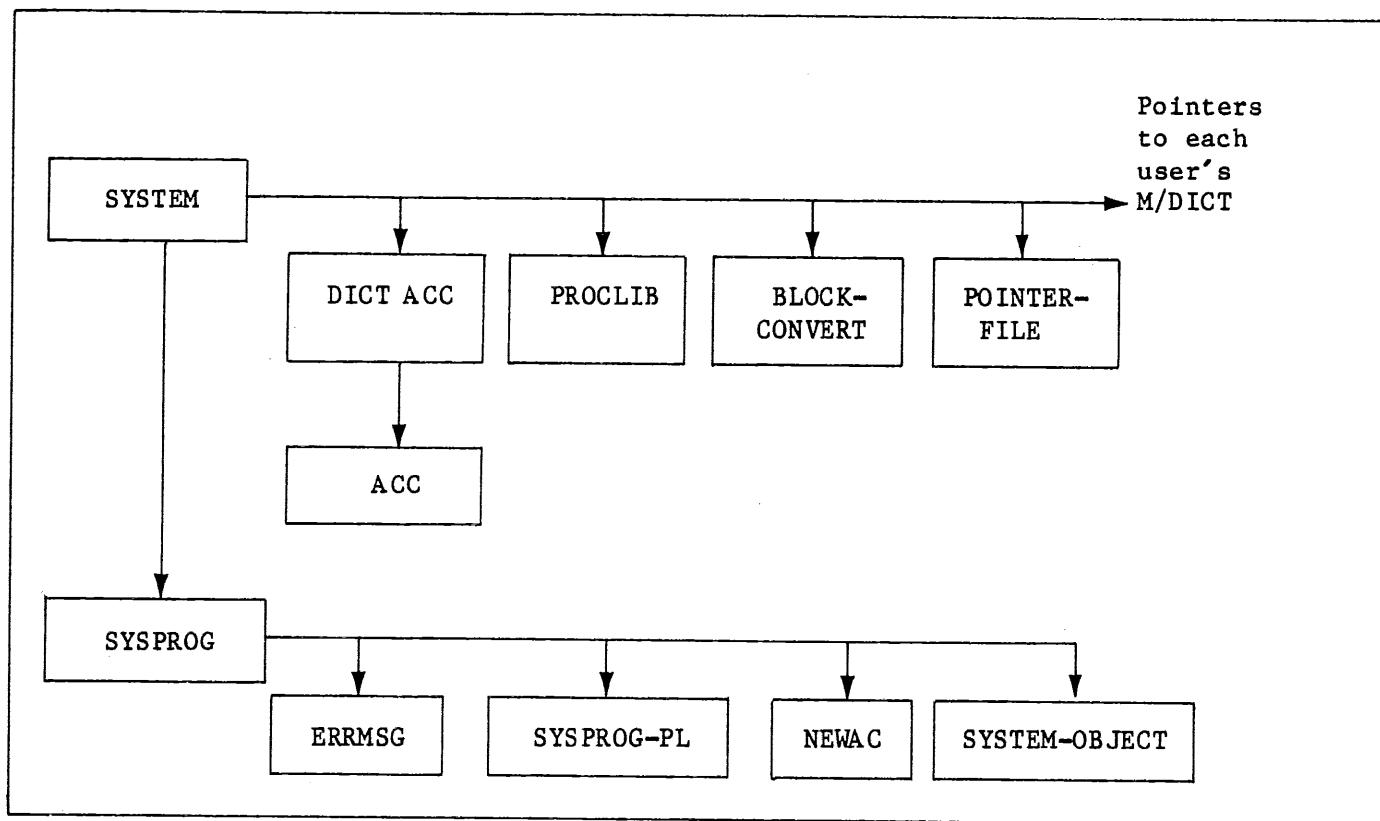 Pointers
to each
user's
M/DICT
SYSTEM
DICT ACC
PROCLIB
BLOCK-
CONVERT
POINTER-
FILE
ACC
SYSPROG
ERRMSG
SYSPROG-PL
NEWAC
SYSTEM-OBJECT